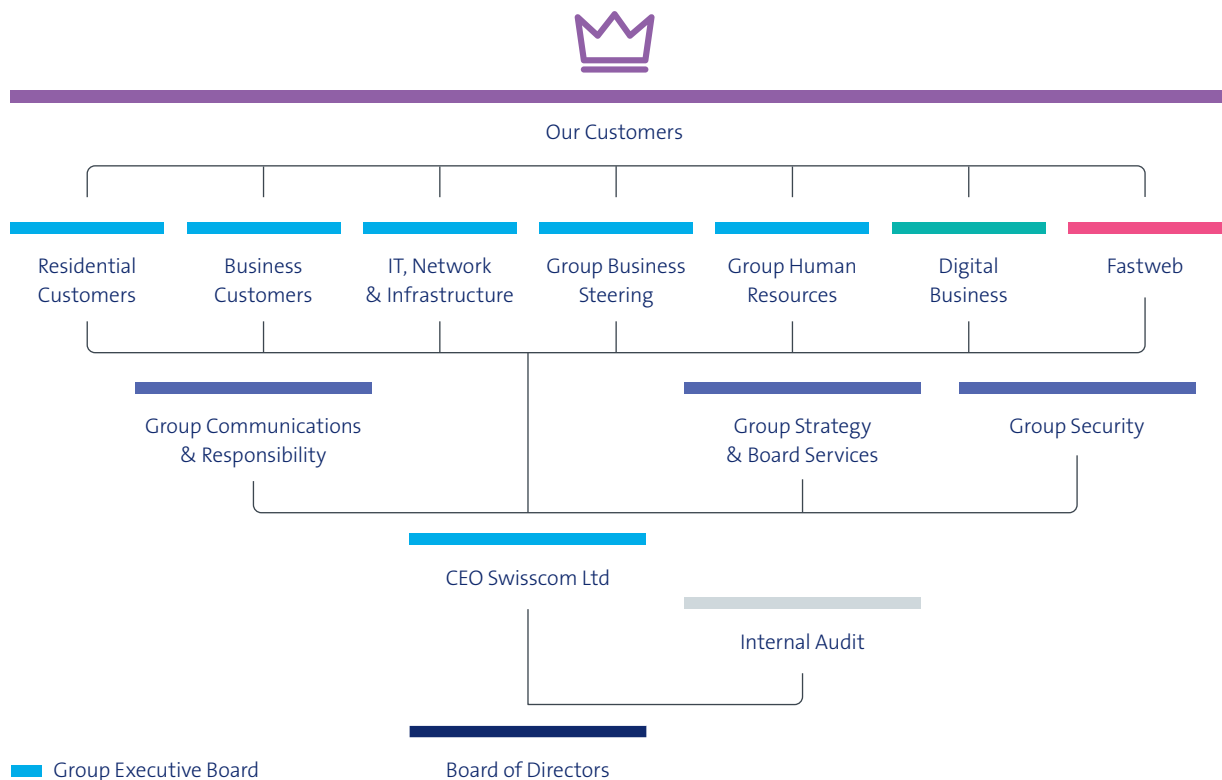 Our Customers
Residential
Customers
Business
Customers
IT, Network
& Infrastructure
Group Business
Steering
Group Human
Resources
Digital
Business
Fastweb
Group Communications
& Responsibility
Group Strategy
& Board Services
Group Security
CEO Swisscom Ltd
Internal Audit
Group Executive Board
Board of Directors